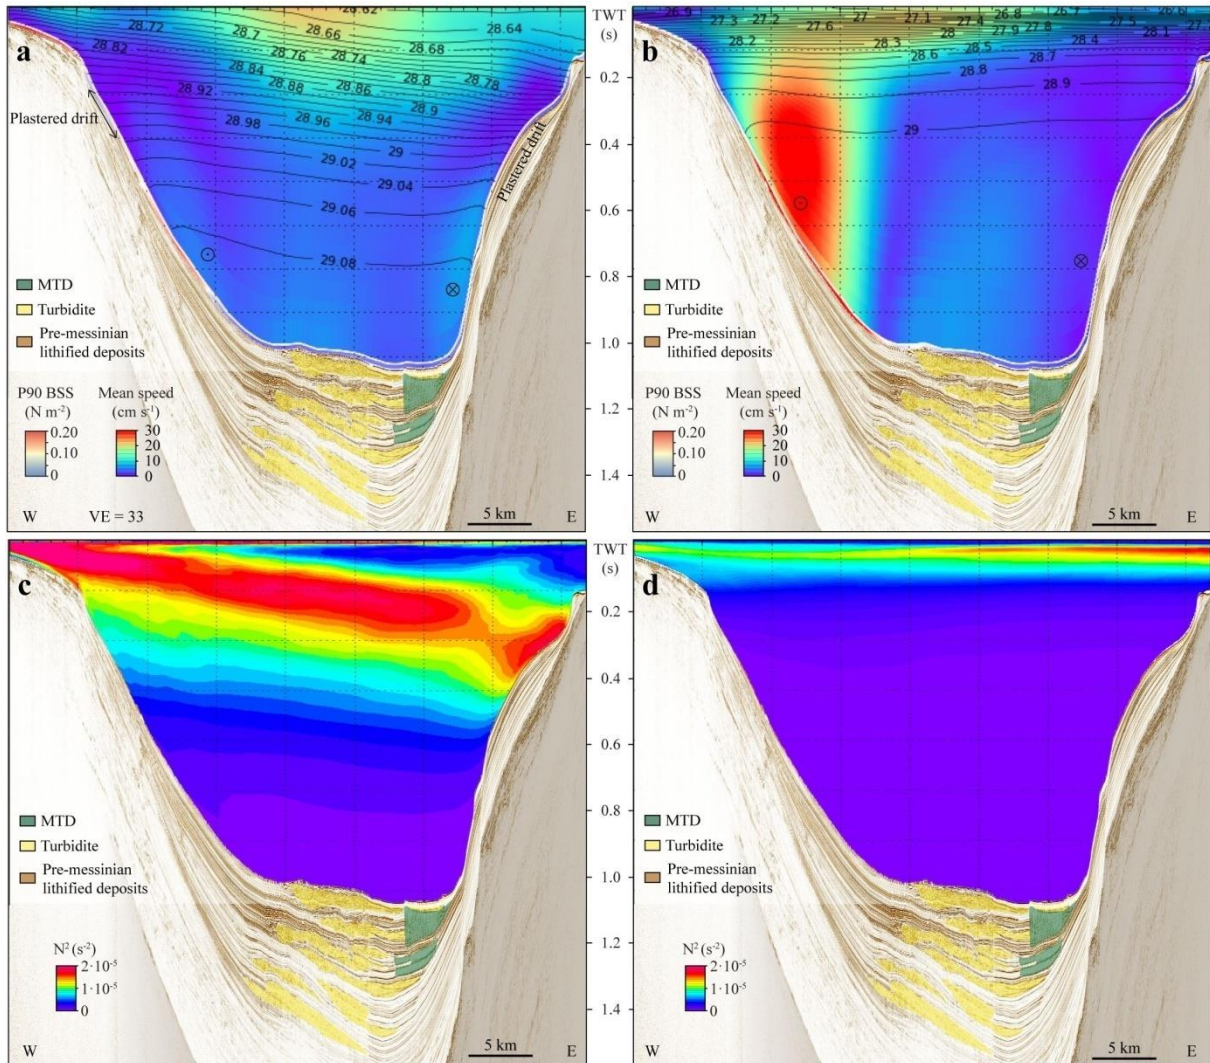 a
28.62
28.72
28.66
28.64
28.82
28.7
28.68
28.76
28.74
28.84
28.8
28.78
28.88
28.86
28.92
28.9
28.96
28.94
28.98
29
29.02
29.04
29.06
29.08
Plastered drift
Plastered drift
MTD
Turbidite
Pre-messinian
lithified deposits
P90 BSS
(N m⁻²)
0.20
0.10
0
Mean speed
(cm s⁻¹)
30
20
10
0
W
VE = 33
5 km
E
TWT
(s)
0.2
0.4
0.6
0.8
1.0
1.2
1.4
b
26.9
27.3
27.2
27.6
27.1
27.4
26.8
26.7
27.5
27.2
28.2
28
28.3
27.9
27.8
28.4
28.1
28.6
28.5
28.7
28.8
28.9
29
MTD
Turbidite
Pre-messinian
lithified deposits
P90 BSS
(N m⁻²)
0.20
0.10
0
Mean speed
(cm s⁻¹)
30
20
10
0
W
5 km
E
c
MTD
Turbidite
Pre-messinian
lithified deposits
N² (s⁻²)
2·10⁻⁵
1·10⁻⁵
0
W
5 km
E
TWT
(s)
0.2
0.4
0.6
0.8
1.0
1.2
1.4
d
MTD
Turbidite
Pre-messinian
lithified deposits
N² (s⁻²)
2·10⁻⁵
1·10⁻⁵
0
W
5 km
E